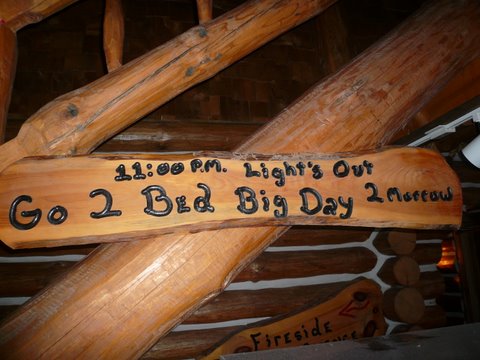 11:00 P.M. Light's Out
Go 2 Bed Big Day 2 Morrow
Fireside